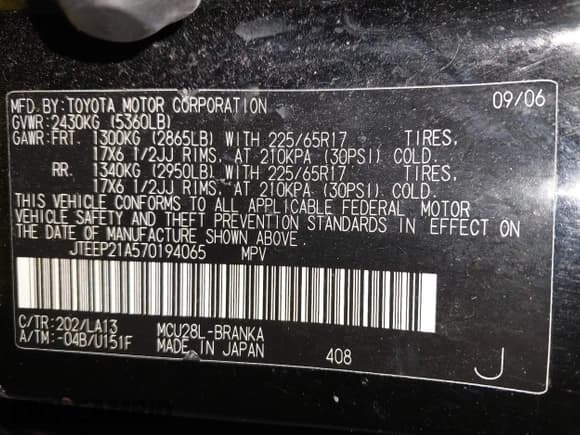 MFD BY:TOYOTA MOTOR CORPORATION 09/06
GVWR:2430KG (5360LB)
GAWR:FRT. 1300KG (2865LB) WITH 225/65R17 TIRES,
17X6 1/2JJ RIMS, AT 210KPA (30PSI) COLD.
RR. 1340KG (2950LB) WITH 225/65R17 TIRES,
17X6 1/2JJ RIMS, AT 210KPA (30PSI) COLD.
THIS VEHICLE CONFORMS TO ALL APPLICABLE FEDERAL MOTOR
VEHICLE SAFETY AND THEFT PREVENTION STANDARDS IN EFFECT ON
THE DATE OF MANUFACTURE SHOWN ABOVE.
JTEEP21A570194065 MPV
C/TR:202/LA13 MCU28L-BRANKA
A/TM:-04B/U151F MADE IN JAPAN 408 J